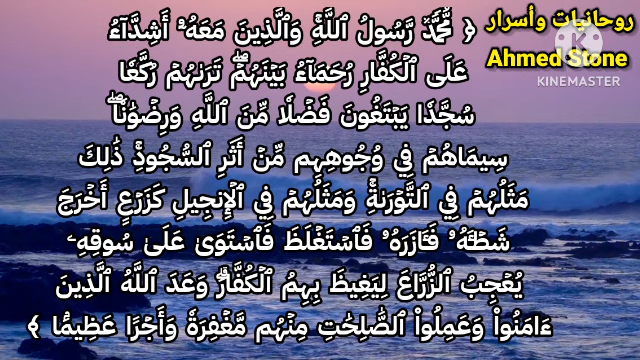 روحانيات وأسرار
Ahmed Stone
KINEMASTER
﴿ مُّحَمَّدٞ رَّسُولُ ٱللَّهِۚ وَٱلَّذِينَ مَعَهُۥٓ أَشِدَّآءُ
عَلَى ٱلۡكُفَّارِ رُحَمَآءُ بَيۡنَهُمۡۖ تَرَىٰهُمۡ رُكَّعٗا
سُجَّدٗا يَبۡتَغُونَ فَضۡلٗا مِّنَ ٱللَّهِ وَرِضۡوَٰنٗاۖ
سِيمَاهُمۡ فِي وُجُوهِهِم مِّنۡ أَثَرِ ٱلسُّجُودِۚ ذَٰلِكَ
مَثَلُهُمۡ فِي ٱلتَّوۡرَىٰةِۚ وَمَثَلُهُمۡ فِي ٱلۡإِنجِيلِ كَزَرۡعٍ أَخۡرَجَ
شَطۡـَٔهُۥ فَـَٔازَرَهُۥ فَٱسۡتَغۡلَظَ فَٱسۡتَوَىٰ عَلَىٰ سُوقِهِۦ
يُعۡجِبُ ٱلزُّرَّاعَ لِيَغِيظَ بِهِمُ ٱلۡكُفَّارَۗ وَعَدَ ٱللَّهُ ٱلَّذِينَ
ءَامَنُواْ وَعَمِلُواْ ٱلصَّٰلِحَٰتِ مِنۡهُم مَّغۡفِرَةٗ وَأَجۡرًا عَظِيمَۢا ﴾